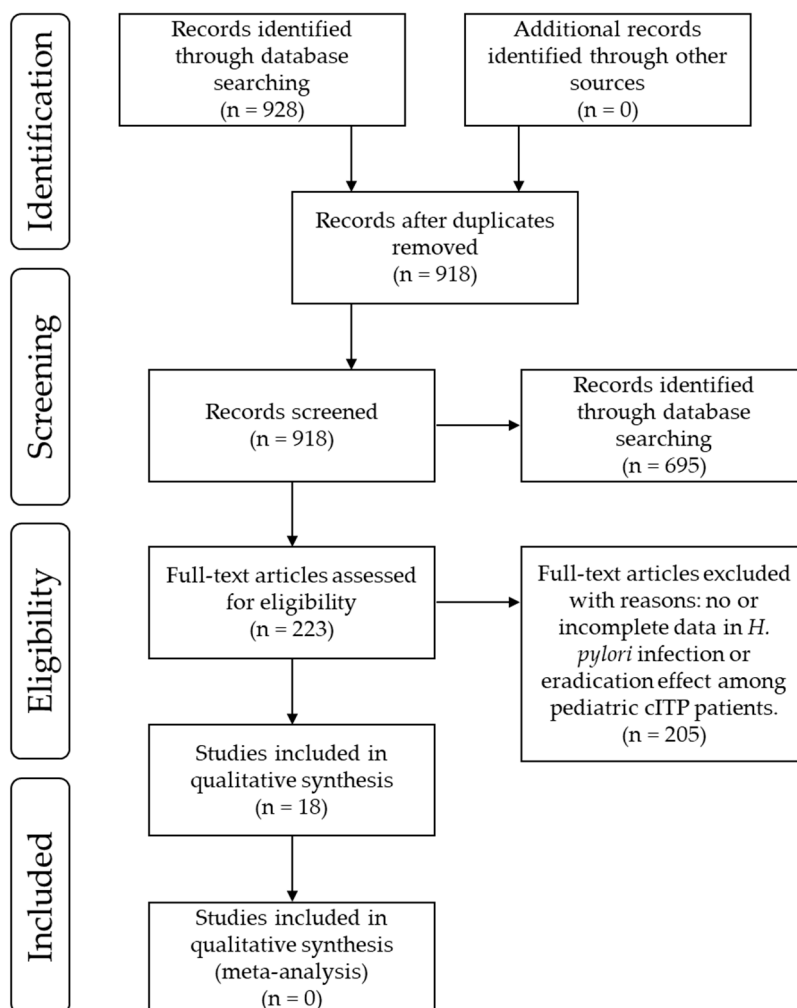 Identification
Records identified
through database
searching
(n = 928)
Additional records
identified through other
sources
(n = 0)
Records after duplicates
removed
(n = 918)
Screening
Records screened
(n = 918)
Records identified
through database
searching
(n = 695)
Eligibility
Full-text articles assessed
for eligibility
(n = 223)
Full-text articles excluded
with reasons: no or
incomplete data in H.
pylori infection or
eradication effect among
pediatric cITP patients.
(n = 205)
Studies included in
qualitative synthesis
(n = 18)
Included
Studies included in
qualitative synthesis
(meta-analysis)
(n = 0)